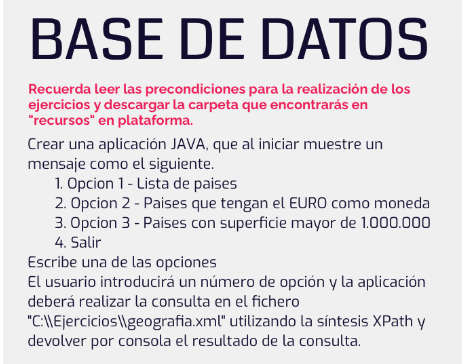 BASE DE DATOS
Recuerda leer las precondiciones para la realización de los
ejercicios y descargar la carpeta que encontrarás en
"recursos" en plataforma.
Crear una aplicación JAVA, que al iniciar muestre un
mensaje como el siguiente.
1. Opcion 1 - Lista de paises
2. Opcion 2 - Paises que tengan el EURO como moneda
3. Opcion 3 - Paises con superficie mayor de 1.000.000
4. Salir
Escribe una de las opciones
El usuario introducirá un número de opción y la aplicación
deberá realizar la consulta en el fichero
"C:\\Ejercicios\\geografia.xml" utilizando la síntesis XPath y
devolver por consola el resultado de la consulta.